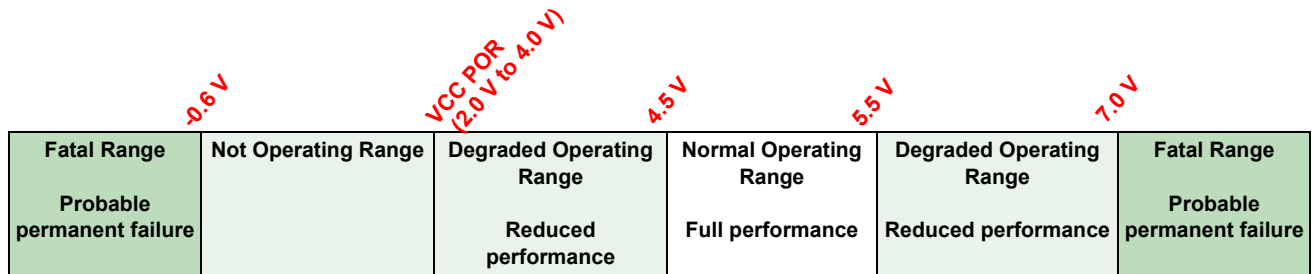 -0.6 V
VCC POR
(2.0 V to 4.0 V)
4.5 V
5.5 V
7.0 V
Fatal Range
Probable
permanent failure
Not Operating Range
Degraded Operating
Range
Reduced
performance
Normal Operating
Range
Full performance
Degraded Operating
Range
Reduced performance
Fatal Range
Probable
permanent failure